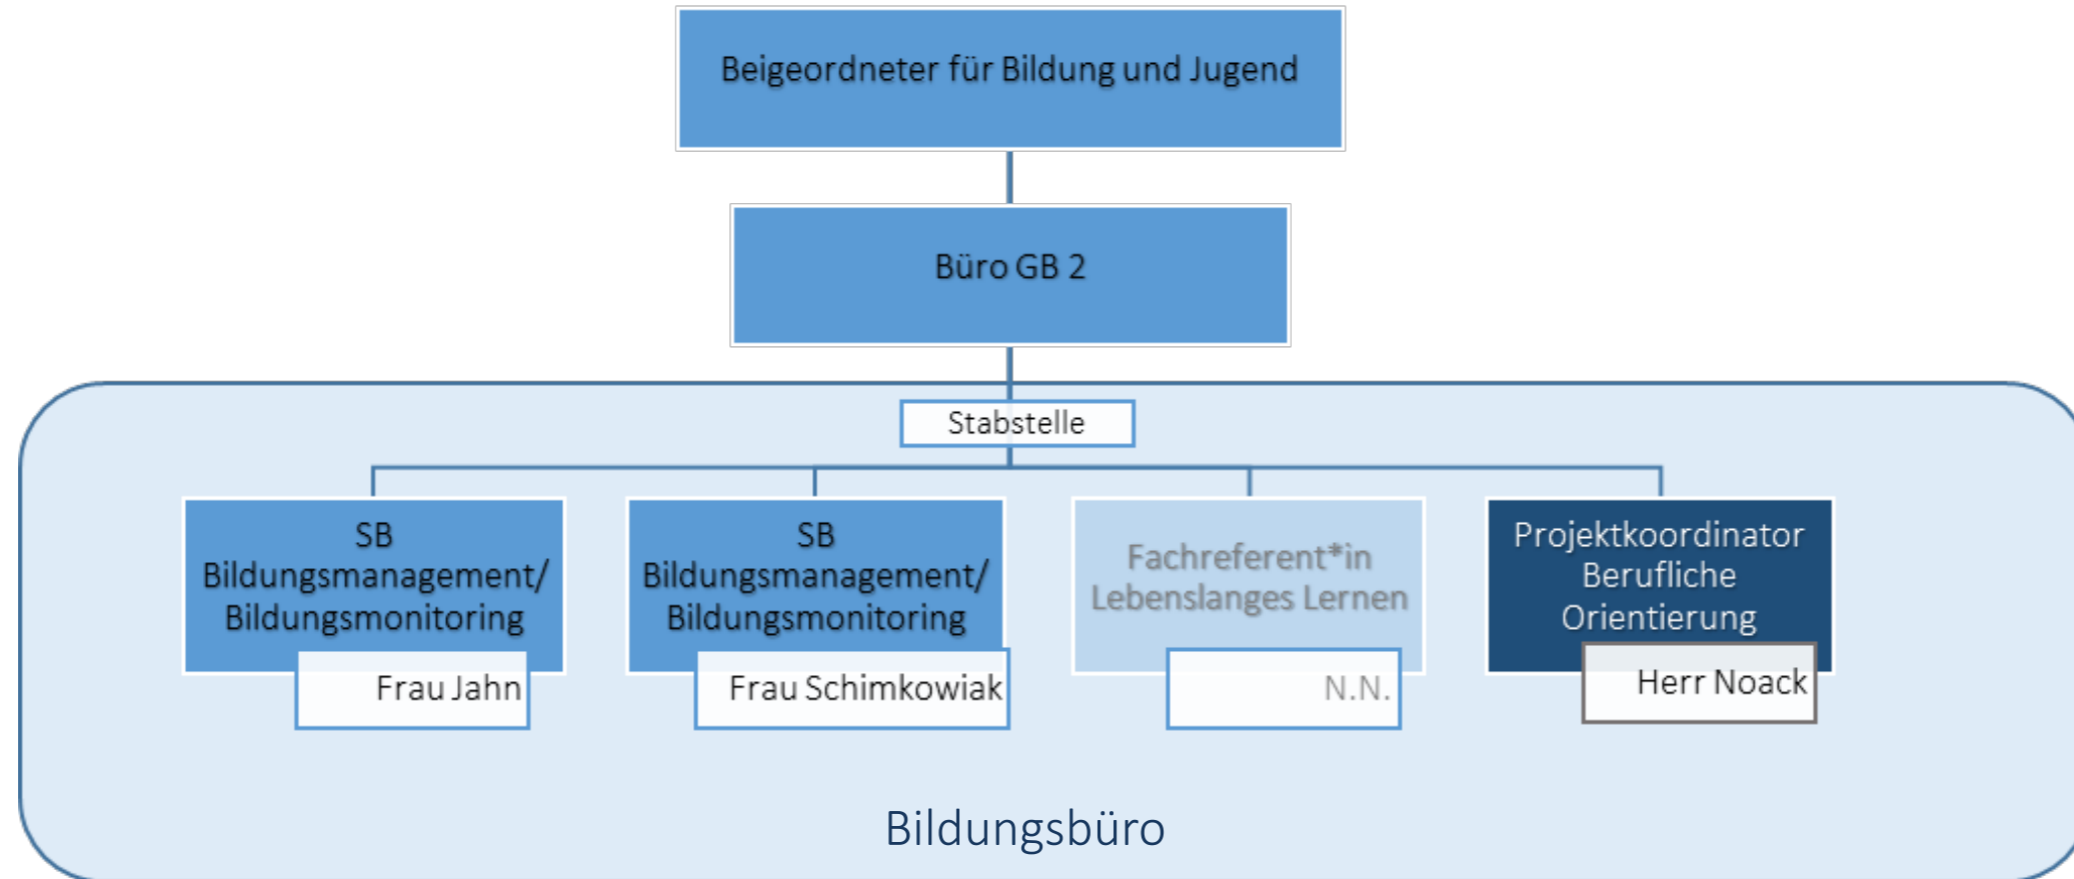 Beigeordneter für Bildung und Jugend
Büro GB 2
Stabstelle
SB
Bildungsmanagement/
Bildungsmonitoring
Frau Jahn
SB
Bildungsmanagement/
Bildungsmonitoring
Frau Schimkowiak
Fachreferent*in
Lebenslanges Lernen
N.N.
Projektkoordinator
Berufliche
Orientierung
Herr Noack
Bildungsbüro